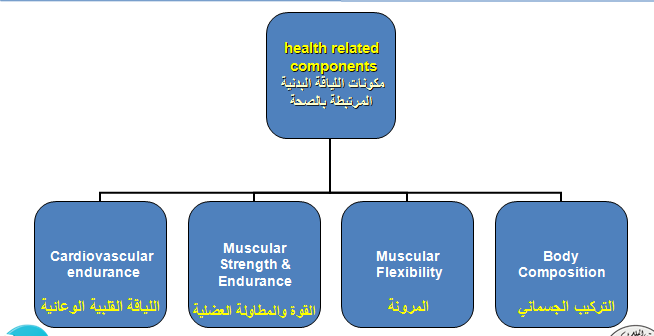 health related
components
مكونات اللياقة البدنية
المرتبطة بالصحة
Cardiovascular
endurance
اللياقة القلبية الوعائية
Muscular
Strength &
Endurance
القوة والمطاولة العضلية
Muscular
Flexibility
المرونة
Body
Composition
التركيب الجسماني